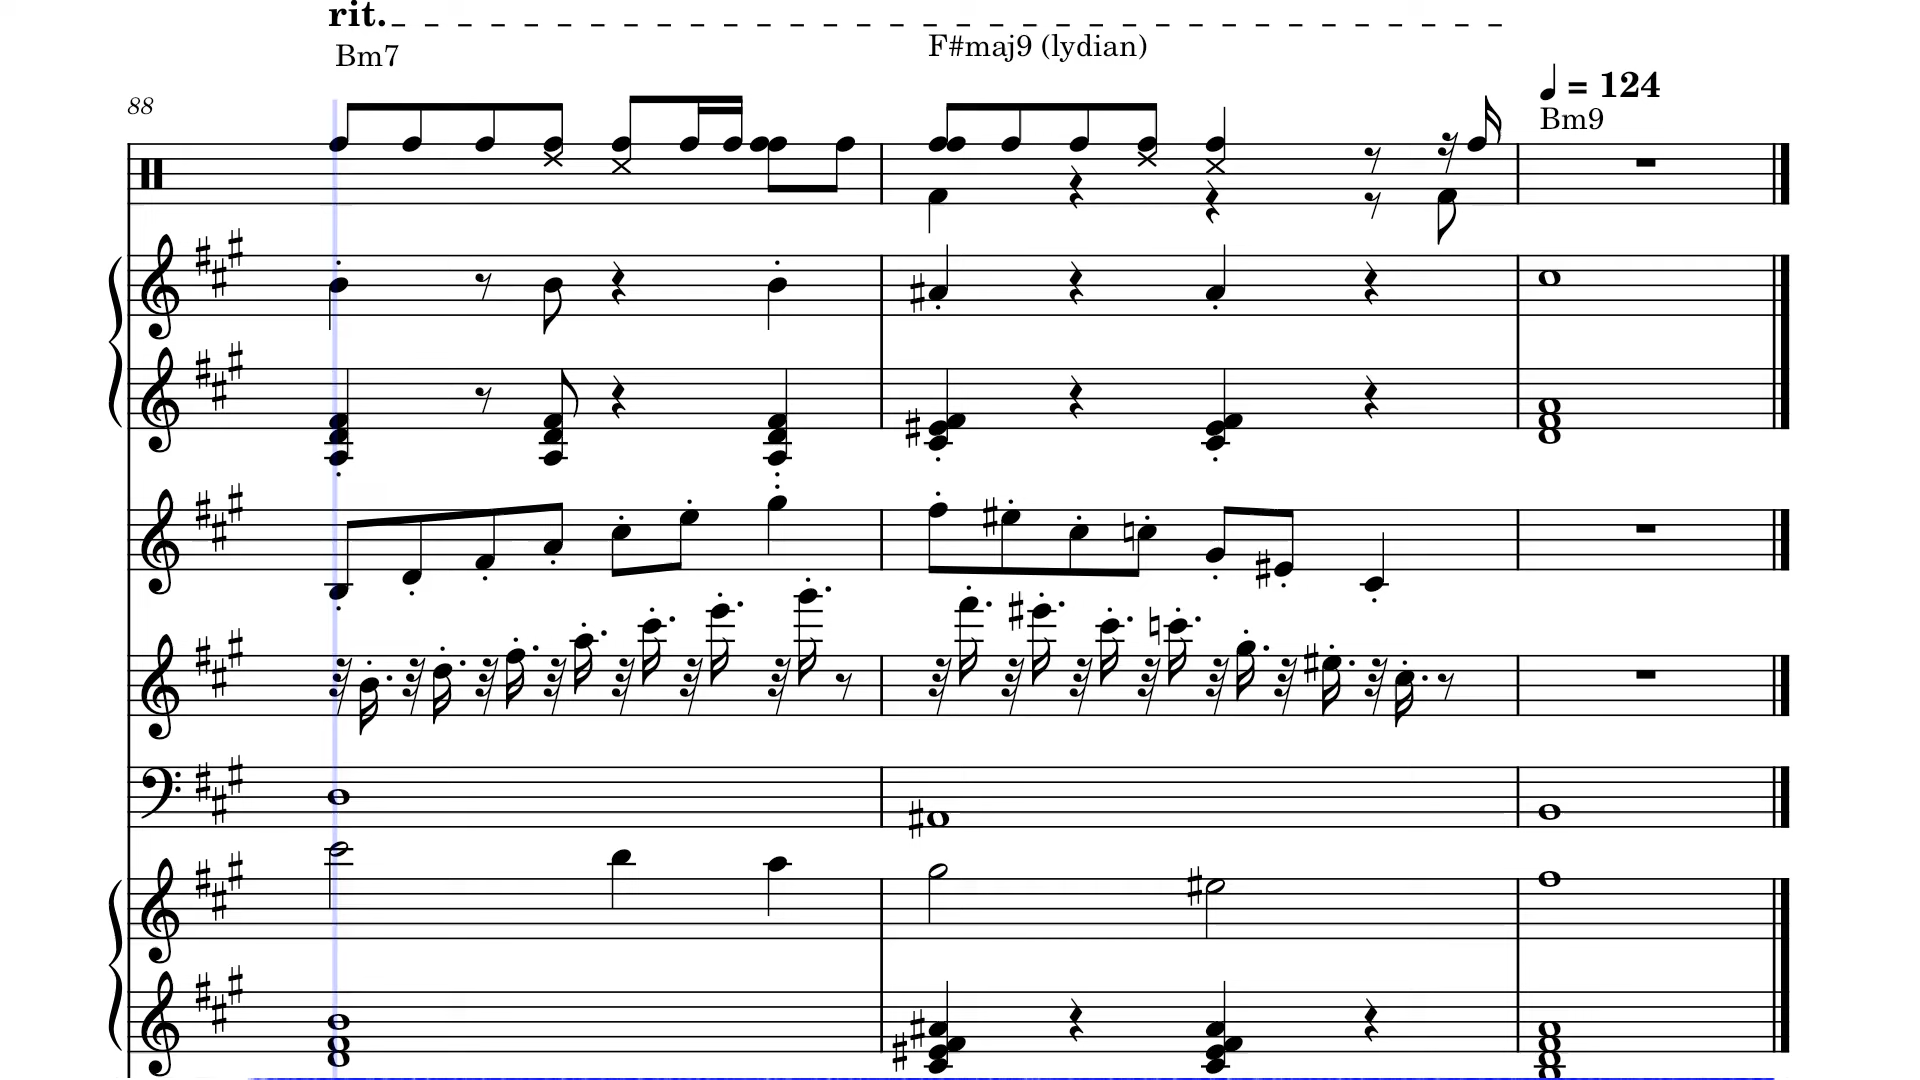 rit.
Bm7
F#maj9 (lydian)
88
♩ = 124
Bm9